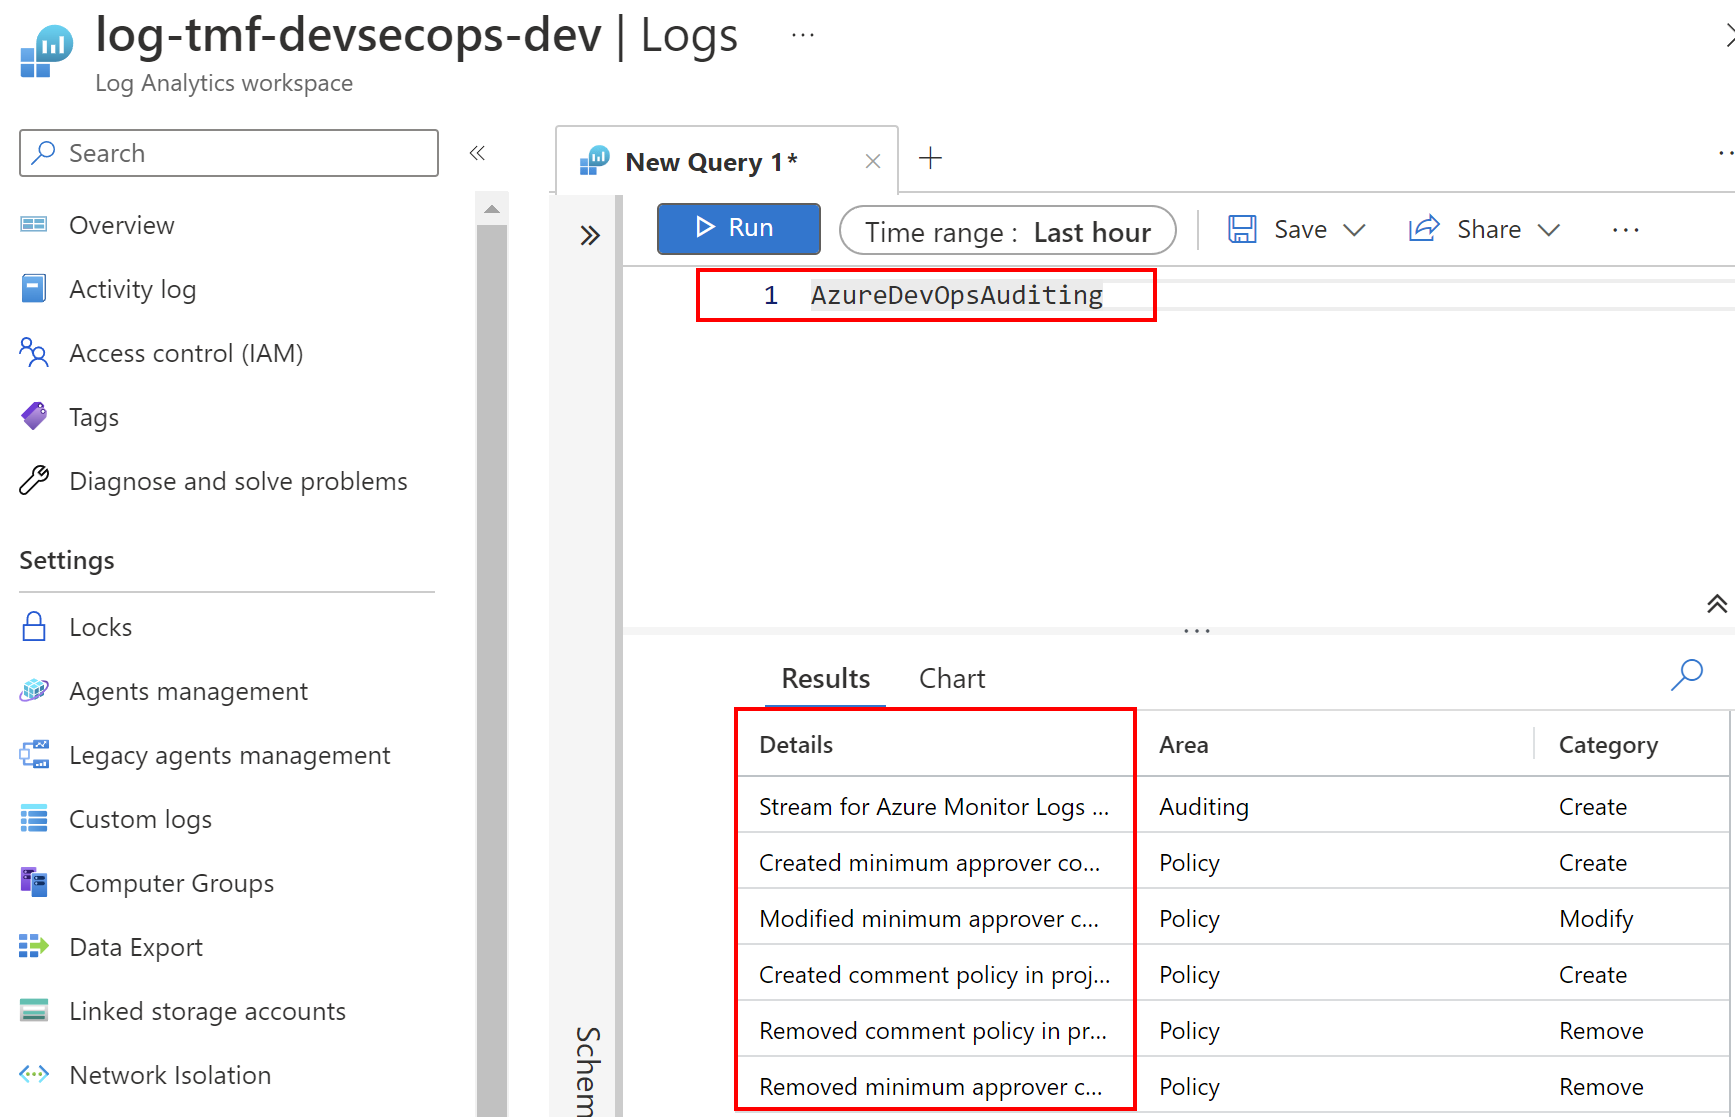 log-tmf-devsecops-dev | Logs ...
Log Analytics workspace
Search
Overview
Activity log
Access control (IAM)
Tags
Diagnose and solve problems
Settings
Locks
Agents management
Legacy agents management
Custom logs
Computer Groups
Data Export
Linked storage accounts
Network Isolation
New Query 1*
Run
Time range : Last hour
Save
Share
...
1 AzureDevOpsAuditing
Schem
Results Chart
Details Area Category
Stream for Azure Monitor Logs ... Auditing Create
Created minimum approver co... Policy Create
Modified minimum approver c... Policy Modify
Created comment policy in proj... Policy Create
Removed comment policy in pr... Policy Remove
Removed minimum approver c... Policy Remove